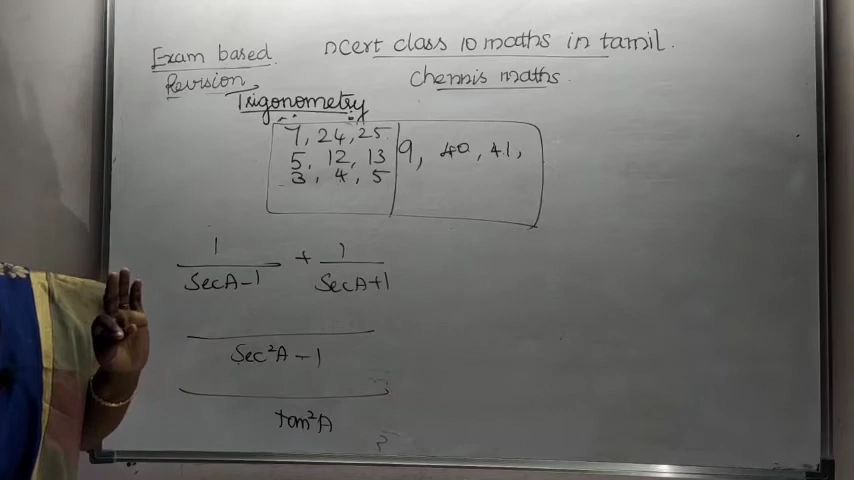 Exam based
Revision
ncert class 10 maths in tamil.
chennis maths.
Trigonometry
7, 24, 25
5, 12, 13
3, 4, 5
9, 40, 41,
1 + 1
SecA-1 SecA+1
Sec²A - 1
tan²A